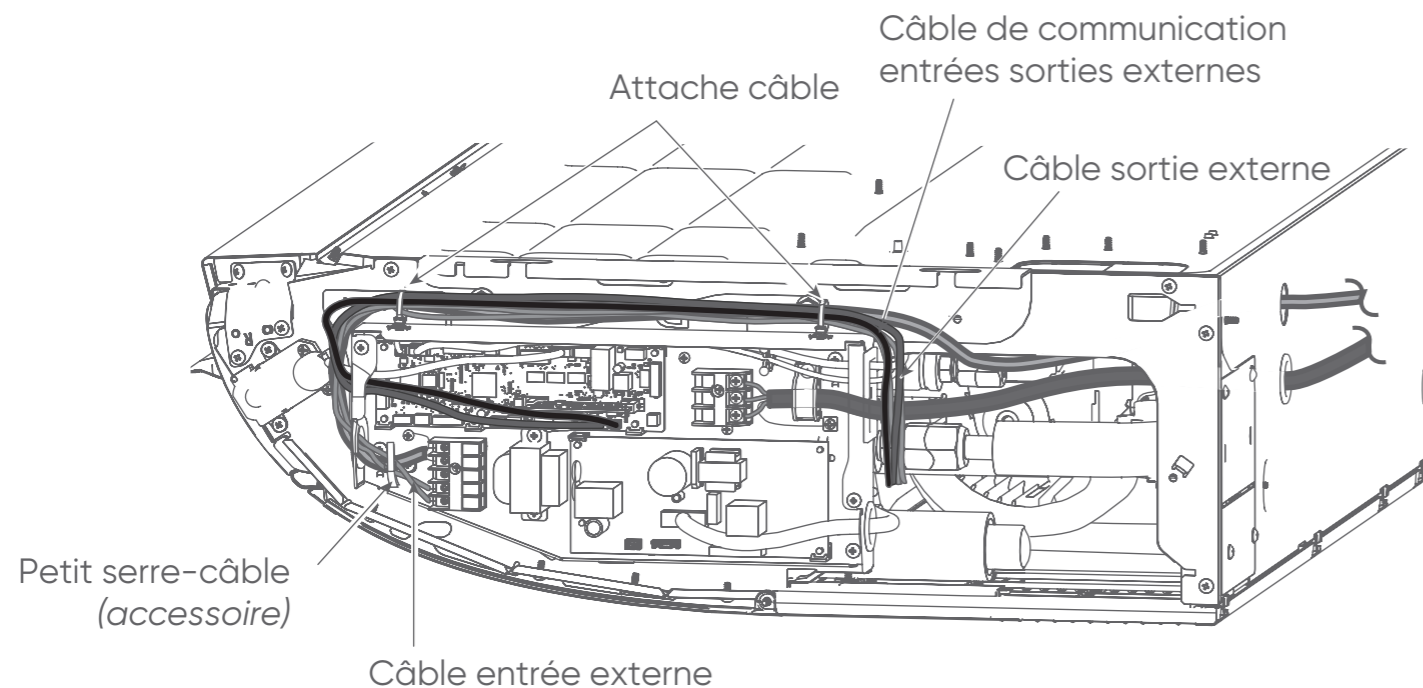 Câble de communication
entrées sorties externes
Attache câble
Câble sortie externe
Petit serre-câble
(accessoire)
Câble entrée externe